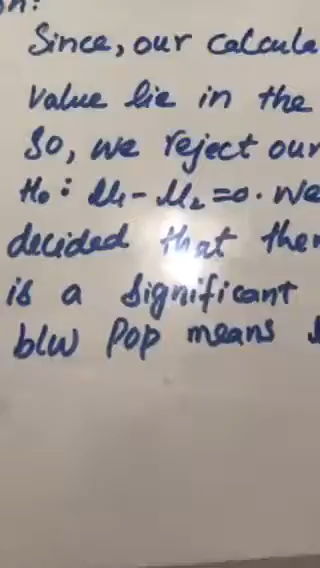 n:
Since, our calcula
Value lie in the
So, we reject our
H₀: μ₁-μ₂=0. We
decided that ther
is a significant
b/w Pop means